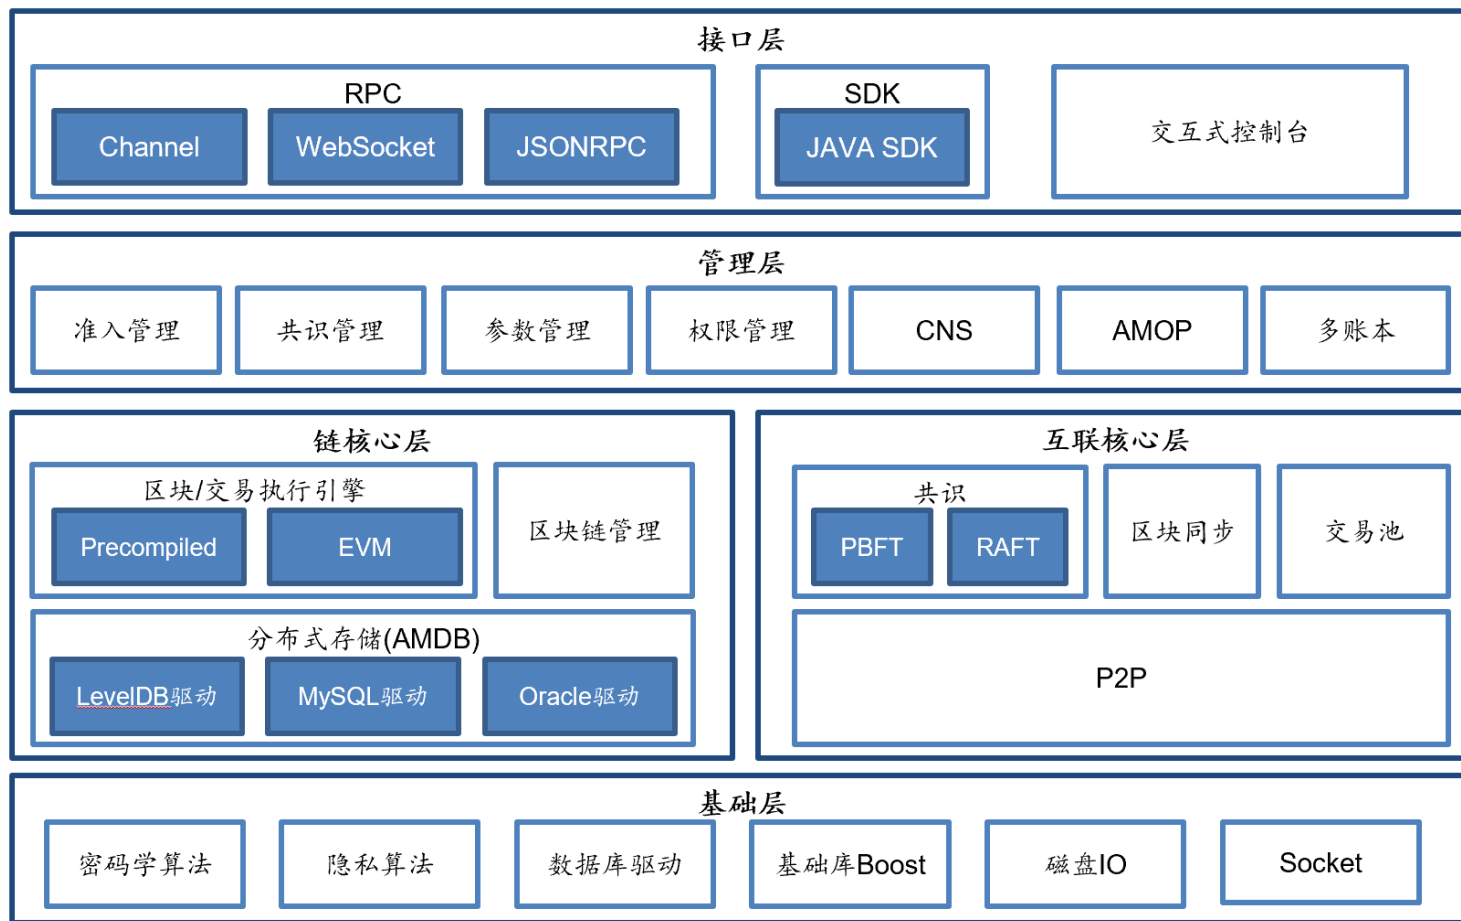 接口层
RPC
Channel
WebSocket
JSONRPC
SDK
JAVA SDK
交互式控制台
管理层
准入管理
共识管理
参数管理
权限管理
CNS
AMOP
多账本
链核心层
区块/交易执行引擎
Precompiled
EVM
区块链管理
分布式存储(AMDB)
LevelDB驱动
MySQL驱动
Oracle驱动
互联核心层
共识
PBFT
RAFT
区块同步
交易池
P2P
基础层
密码学算法
隐私算法
数据库驱动
基础库Boost
磁盘IO
Socket